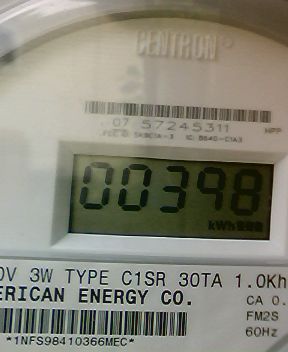 CENTRON®
07 57245311
NPP
00398
kWh
0V 3W TYPE C1SR 30TA 1.0Kh
ERICAN ENERGY CO.
CA 0.
FM2S
60Hz
*1NFS98410366MEC*